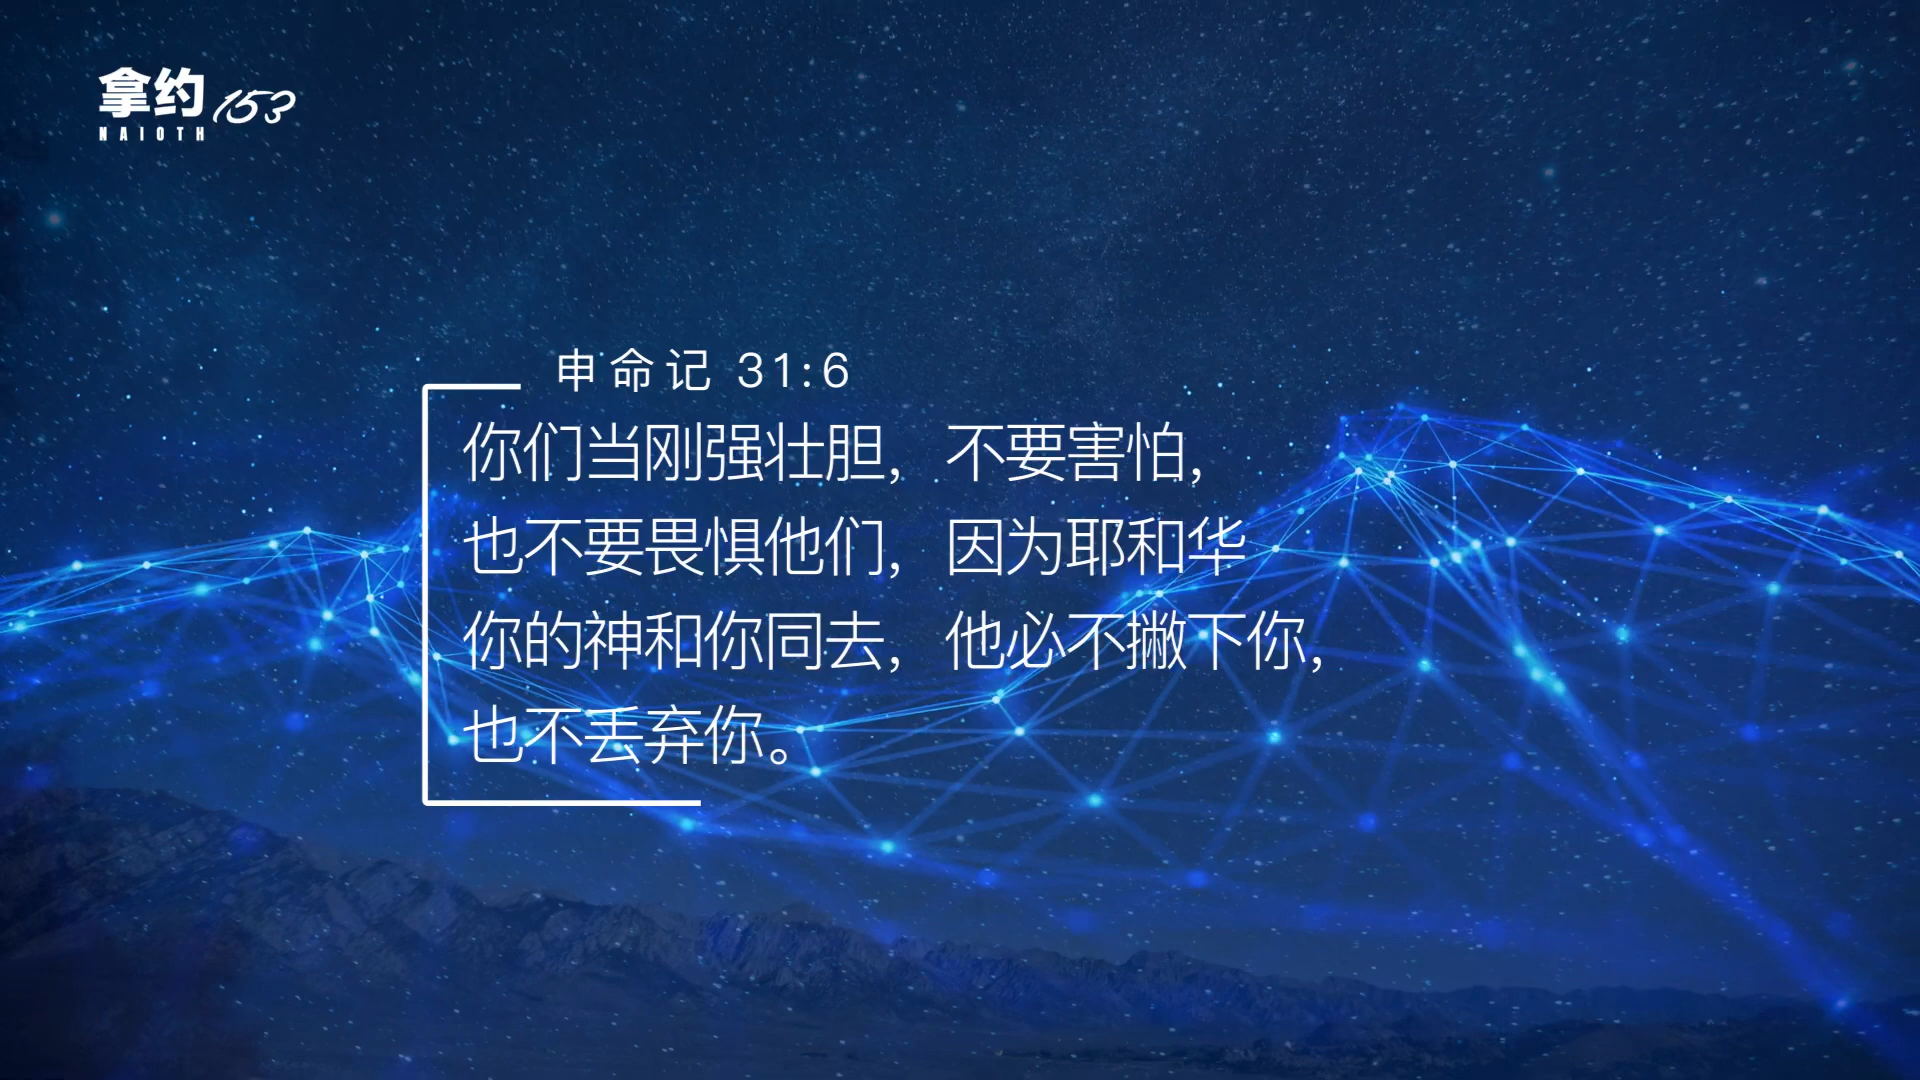 拿约153
NAIOTH
申命记 31:6
你们当刚强壮胆，不要害怕，
也不要畏惧他们，因为耶和华
你的神和你同去，他必不撇下你，
也不丢弃你。